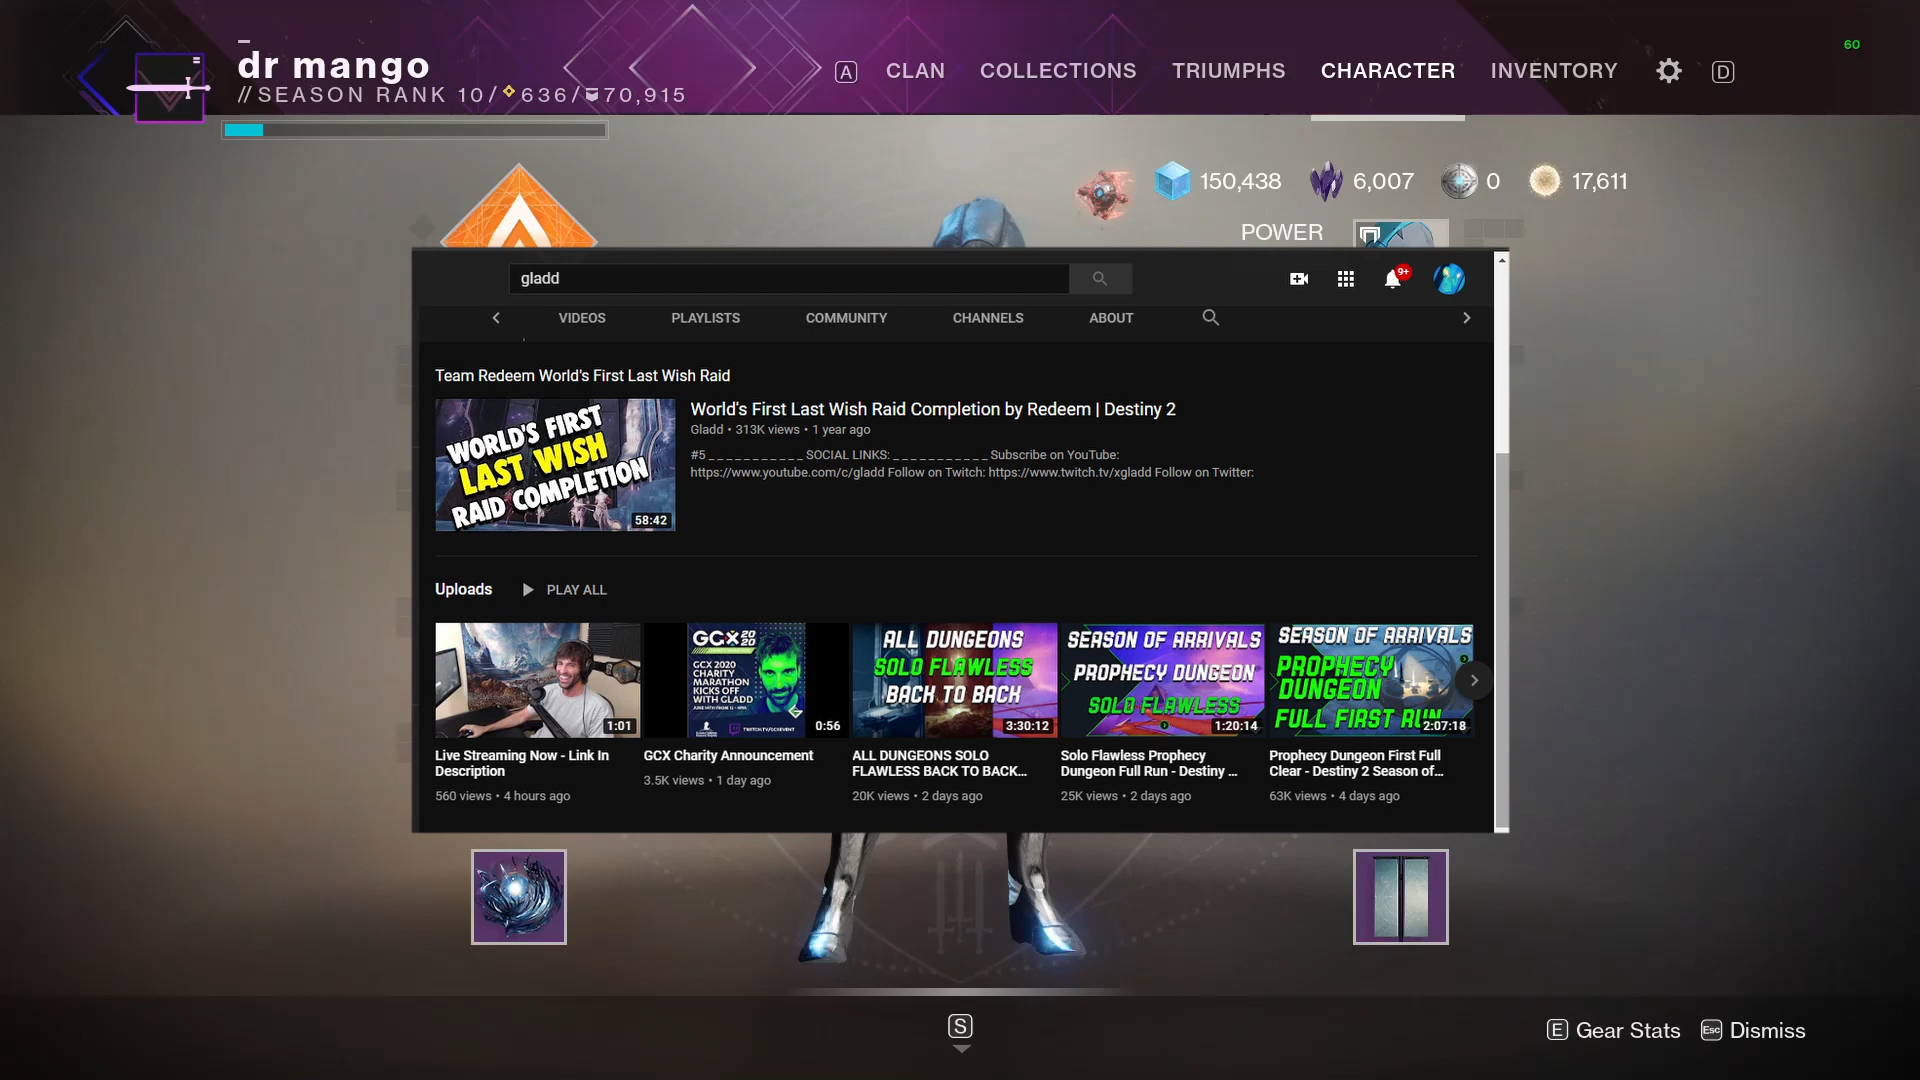 dr mango
//SEASON RANK 10/636/70,915
A
CLAN
COLLECTIONS
TRIUMPHS
CHARACTER
INVENTORY
D
60
150,438
6,007
0
17,611
POWER
gladd
9+
VIDEOS
PLAYLISTS
COMMUNITY
CHANNELS
ABOUT
Team Redeem World's First Last Wish Raid
WORLD'S FIRST
LAST WISH
RAID COMPLETION
58:42
World's First Last Wish Raid Completion by Redeem | Destiny 2
Gladd • 313K views • 1 year ago
#5 _ _ _ _ _ _ _ _ _ _ _ SOCIAL LINKS: _ _ _ _ _ _ _ _ _ _ _ Subscribe on YouTube:
https://www.youtube.com/c/gladd Follow on Twitch: https://www.twitch.tv/xgladd Follow on Twitter:
Uploads
PLAY ALL
1:01
Live Streaming Now - Link In
Description
560 views • 4 hours ago
GCX 2020
GCX 2020
CHARITY
MARATHON
KICKS OFF
WITH GLADD
TWITCH.TV/GCXEVENT
0:56
GCX Charity Announcement
3.5K views • 1 day ago
ALL DUNGEONS
SOLO FLAWLESS
BACK TO BACK
3:30:12
ALL DUNGEONS SOLO
FLAWLESS BACK TO BACK...
20K views • 2 days ago
SEASON OF ARRIVALS
PROPHECY DUNGEON
SOLO FLAWLESS
1:20:14
Solo Flawless Prophecy
Dungeon Full Run - Destiny ...
25K views • 2 days ago
SEASON OF ARRIVALS
PROPHECY
DUNGEON
FULL FIRST RUN
2:07:18
Prophecy Dungeon First Full
Clear - Destiny 2 Season of...
63K views • 4 days ago
S
E Gear Stats
Esc Dismiss